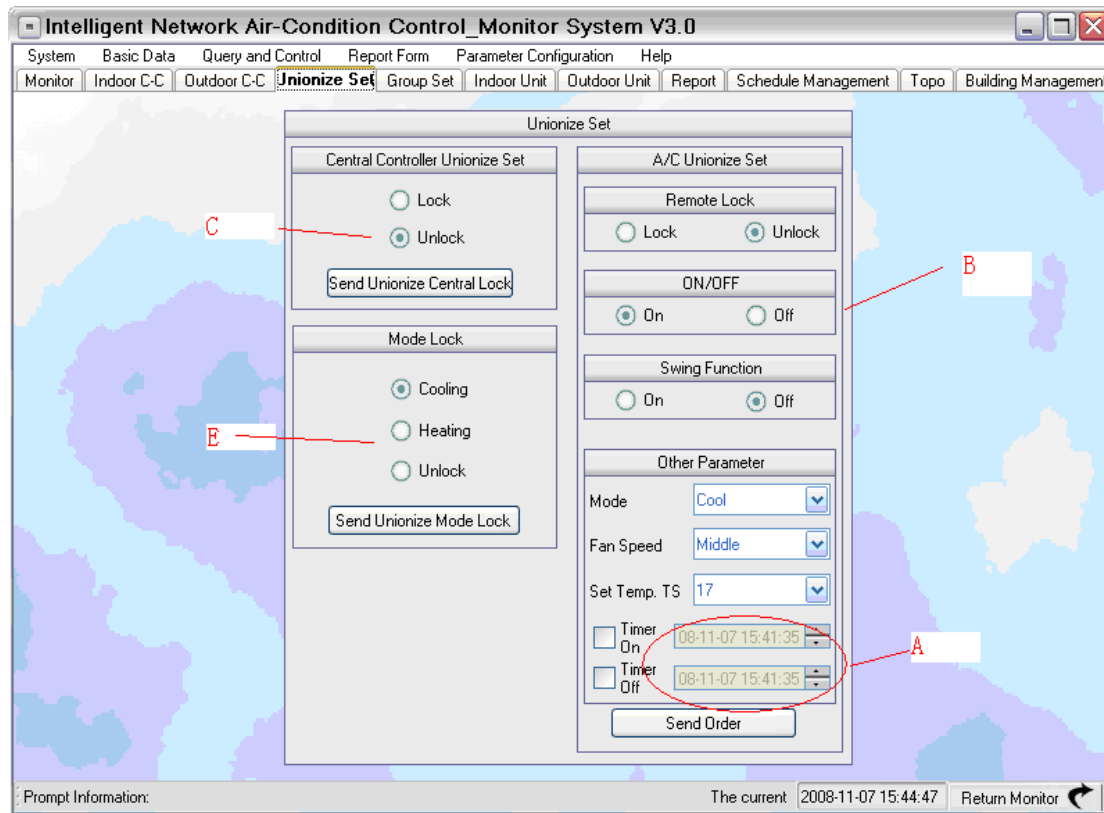 Intelligent Network Air-Condition Control_Monitor System V3.0
System Basic Data Query and Control Report Form Parameter Configuration Help
Monitor Indoor C-C Outdoor C-C Unionize Set Group Set Indoor Unit Outdoor Unit Report Schedule Management Topo Building Management
Unionize Set
Central Controller Unionize Set
Lock
C
Unlock
Send Unionize Central Lock
Mode Lock
Cooling
E
Heating
Unlock
Send Unionize Mode Lock
A/C Unionize Set
Remote Lock
Lock Unlock
B
ON/OFF
On Off
Swing Function
On Off
Other Parameter
Mode Cool
Fan Speed Middle
Set Temp. TS 17
Timer
On
08-11-07 15:41:35
A
Timer
Off
08-11-07 15:41:35
Send Order
Prompt Information: The current 2008-11-07 15:44:47 Return Monitor